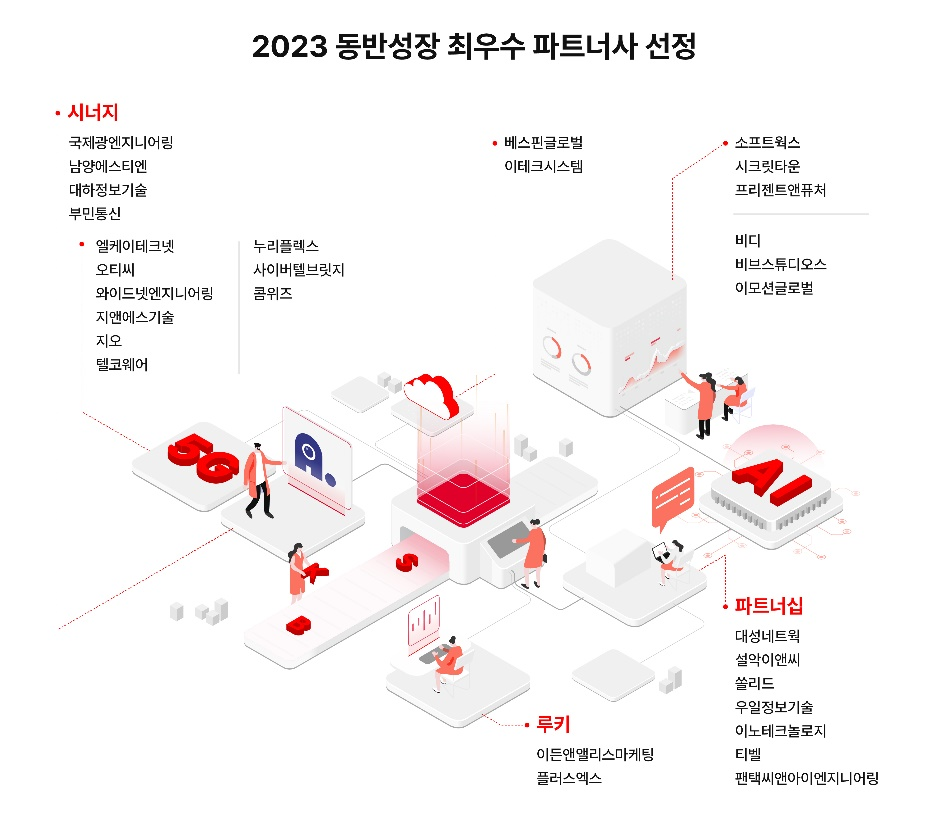 2023 동반성장 최우수 파트너사 선정
• 시너지
국제광엔지니어링
남양에스티엔
대하정보기술
부민통신
• 엘케이테크넷
오티씨
와이드넷엔지니어링
지앤에스기술
지오
텔코웨어
누리플렉스
사이버텔브릿지
콤위즈
• 베스핀글로벌
이테크시스템
• 소프트웍스
시크릿타운
프리젠트앤퓨처
비디
비브스튜디오스
이모션글로벌
5G
A.
AI
S
K
B
• 파트너십
대성네트웍
설악이앤씨
쏠리드
우일정보기술
이노테크놀로지
티벨
팬택씨앤아이엔지니어링
• 루키
이든앤앨리스마케팅
플러스엑스